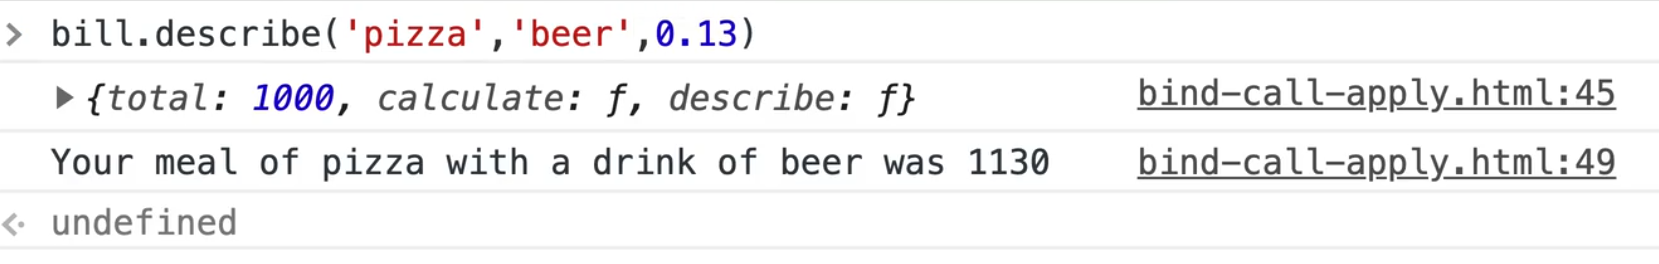 > bill.describe('pizza','beer',0.13)
▶ {total: 1000, calculate: ƒ, describe: ƒ} bind-call-apply.html:45
Your meal of pizza with a drink of beer was 1130 bind-call-apply.html:49
undefined